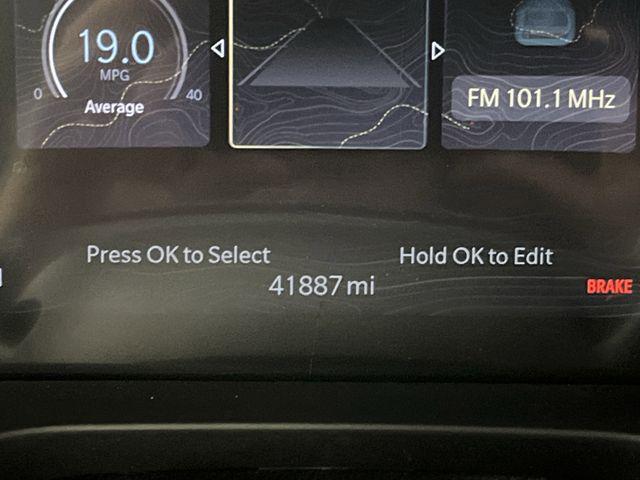 19.0
MPG
0 40
Average
FM 101.1 MHz
Press OK to Select
Hold OK to Edit
41887 mi
BRAKE